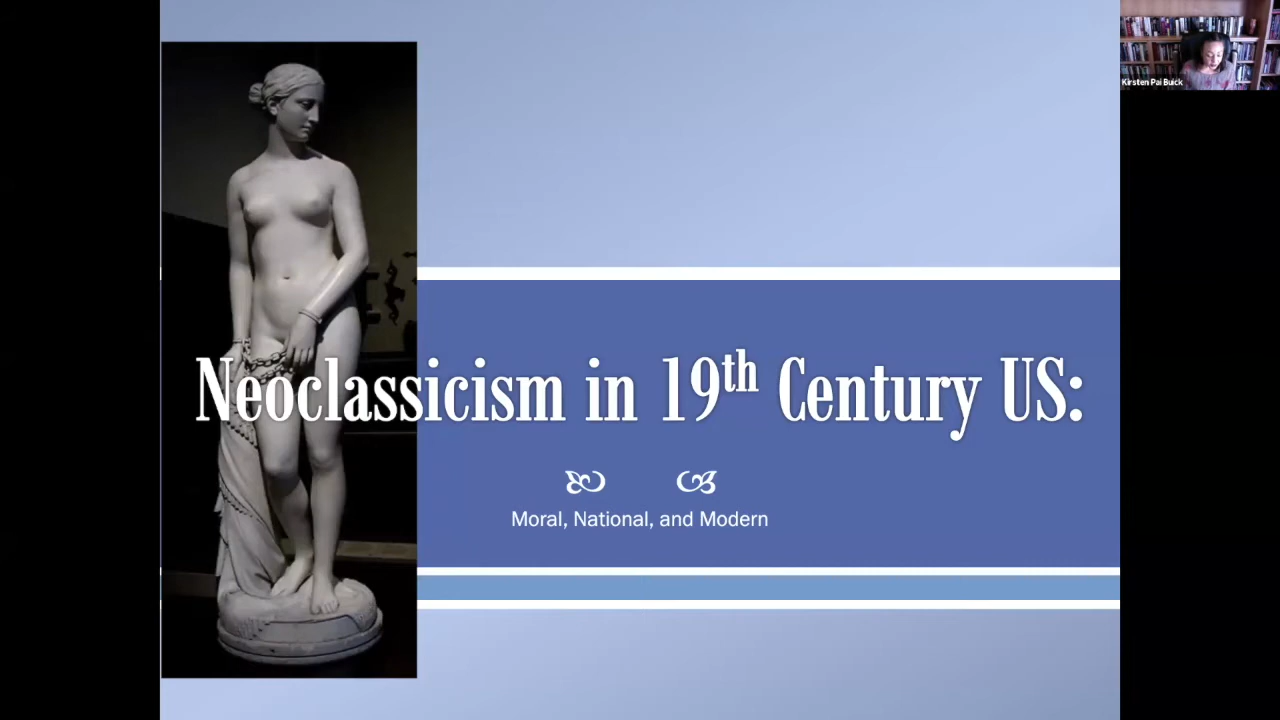 Kirsten Pai Buick
Neoclassicism in 19th Century US:
Moral, National, and Modern